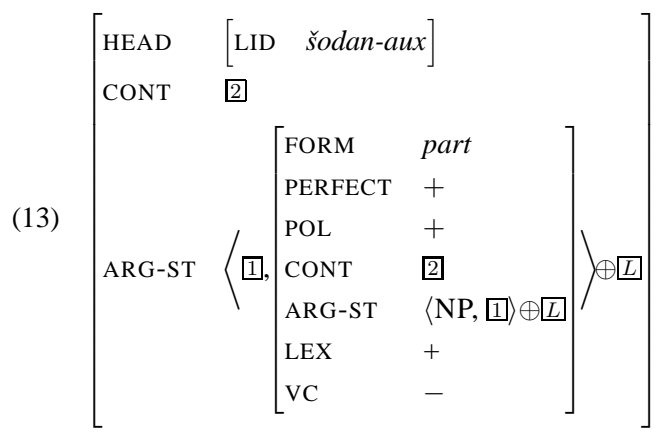 HEAD [LID šodan-aux]
CONT 2
FORM part
PERFECT +
POL +
(13) ARG-ST ⟨ 1, CONT 2 ⟩⊕L
ARG-ST ⟨NP, 1⟩⊕L
LEX +
VC −